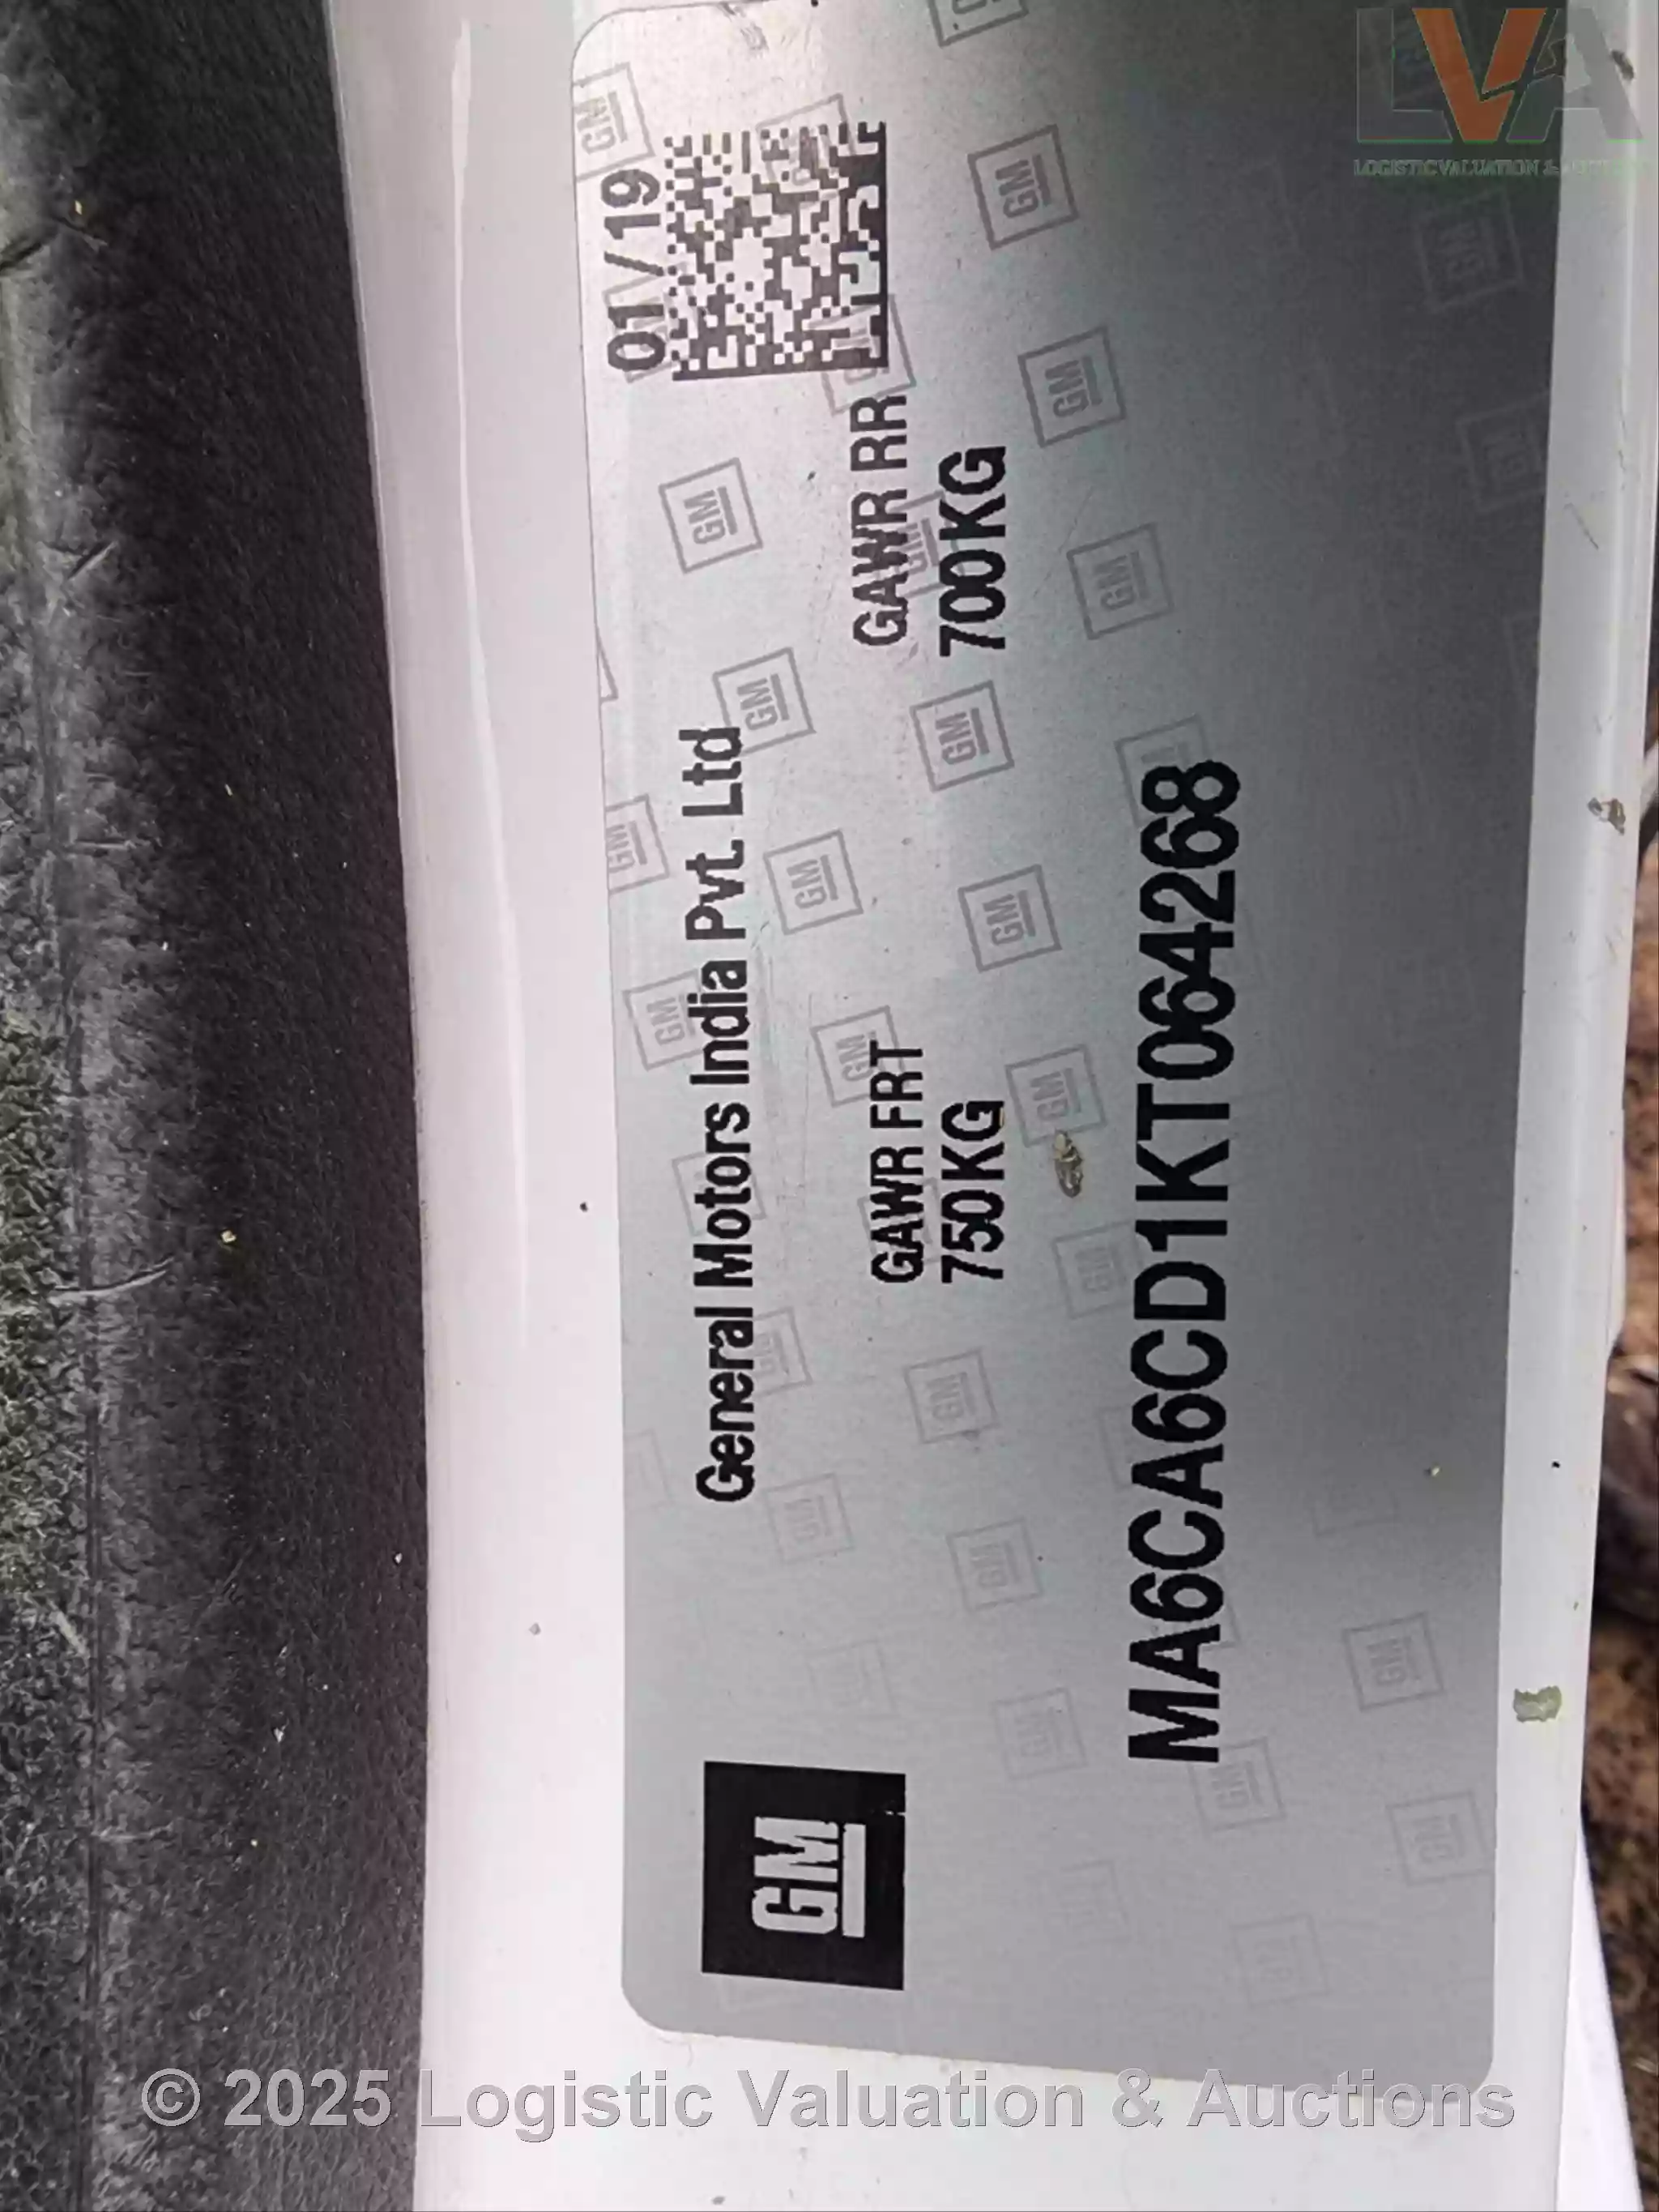 01/19
General Motors India Pvt. Ltd
GAWR FRT
750KG
GAWR RR
700KG
MA6CA6CD1KT064268
GM
LVA
LOGISTIC VALUATION &
© 2025 Logistic Valuation & Auctions